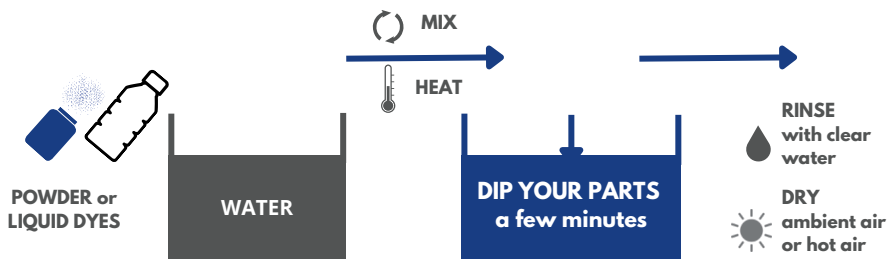 POWDER or
LIQUID DYES
WATER
MIX
HEAT
DIP YOUR PARTS
a few minutes
RINSE
with clear
water
DRY
ambient air
or hot air